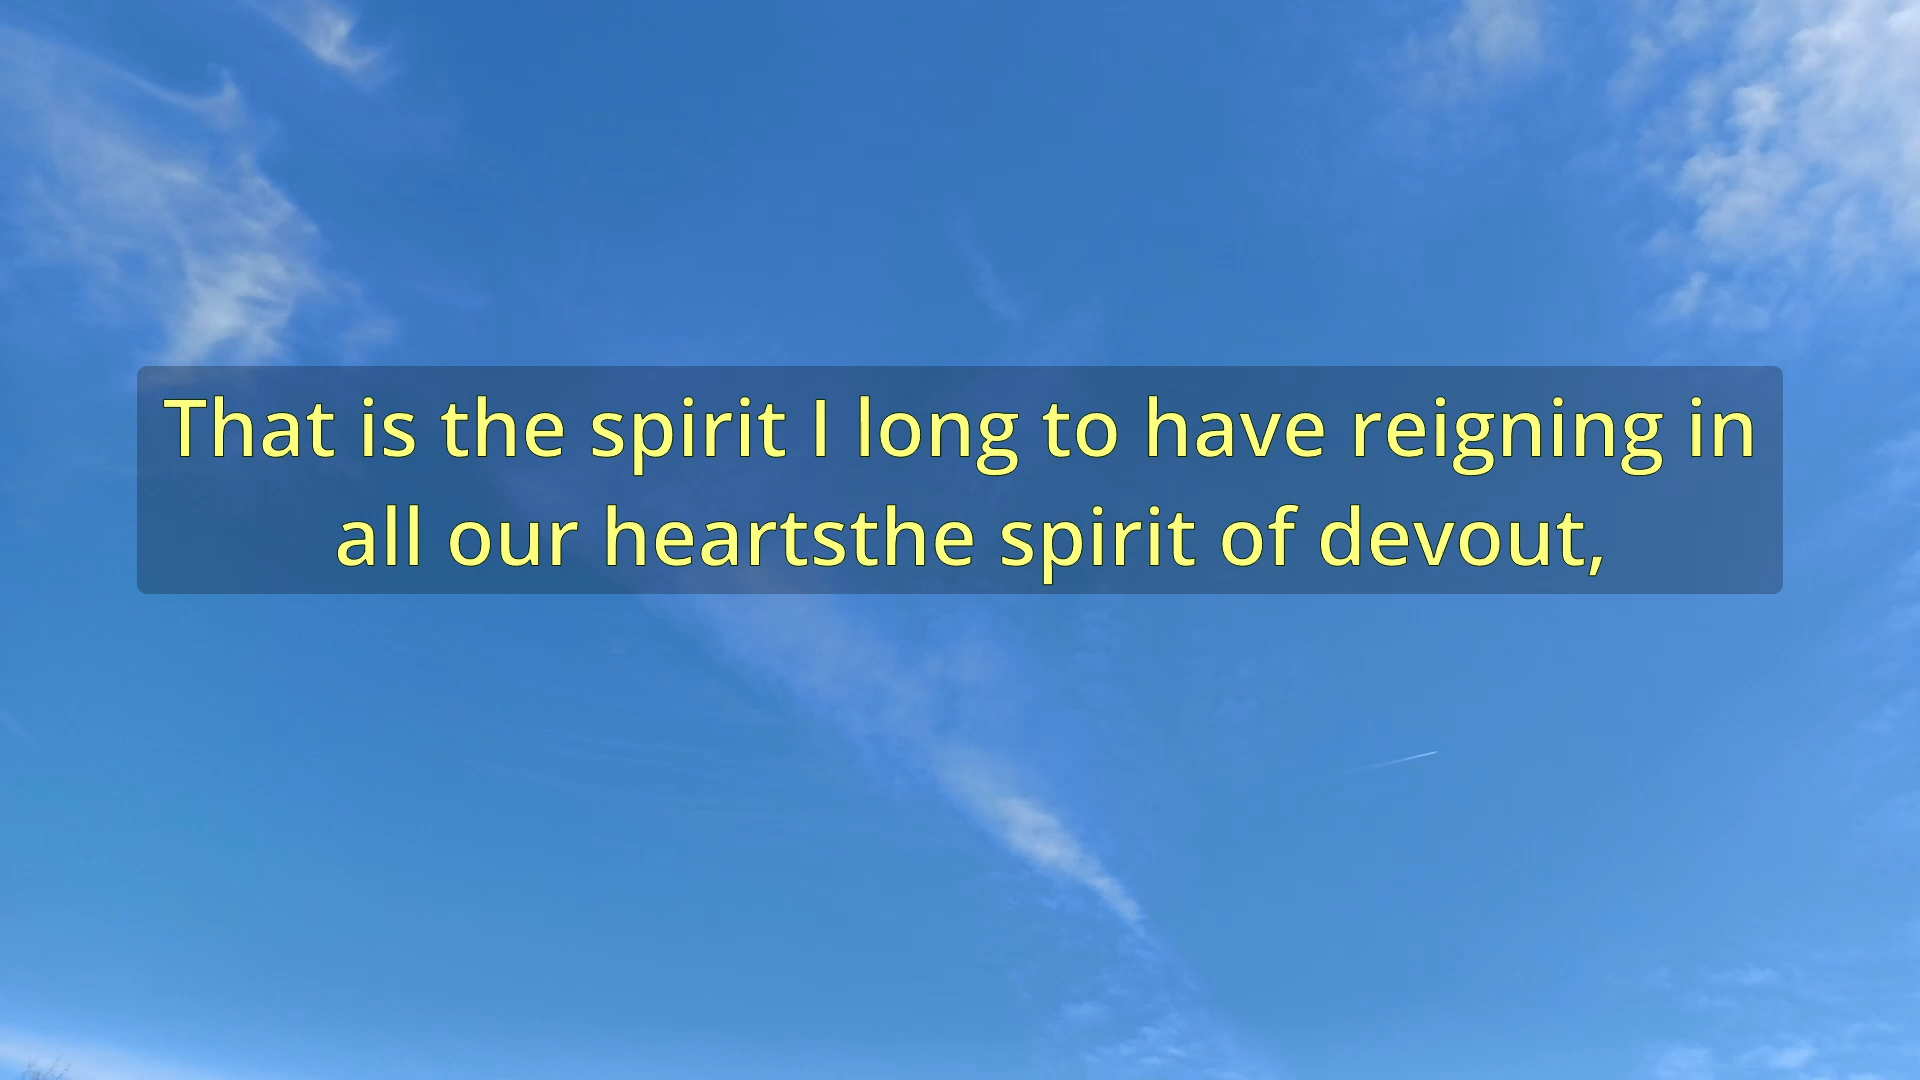 That is the spirit I long to have reigning in
all our heartsthe spirit of devout,